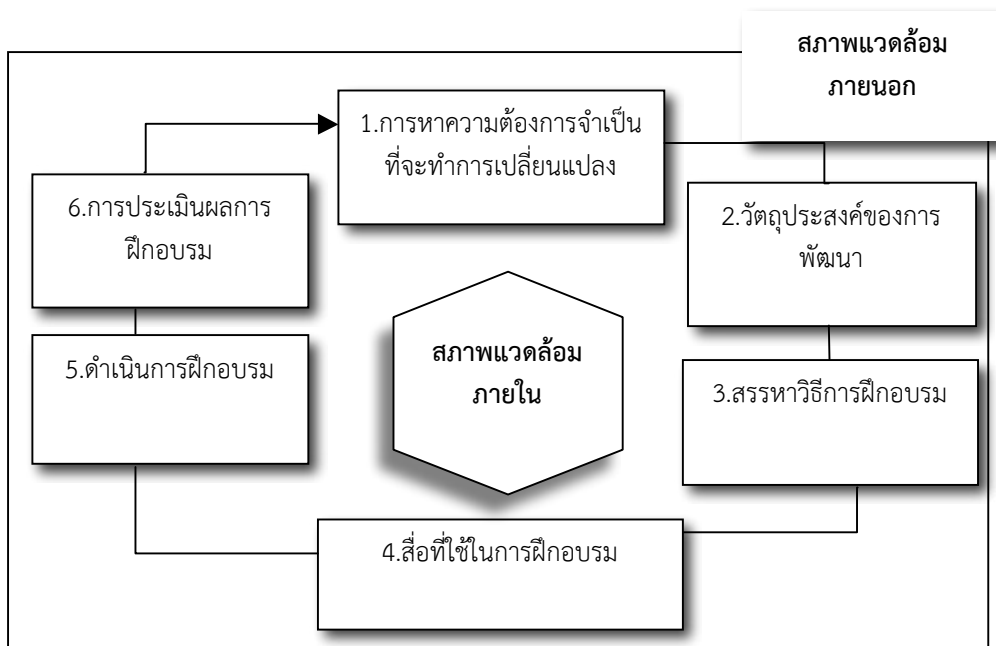 สภาพแวดล้อม
ภายนอก
1.การหาความต้องการจำเป็น
ที่จะทำการเปลี่ยนแปลง
2.วัตถุประสงค์ของการ
พัฒนา
3.สรรหาวิธีการฝึกอบรม
4.สื่อที่ใช้ในการฝึกอบรม
5.ดำเนินการฝึกอบรม
6.การประเมินผลการ
ฝึกอบรม
สภาพแวดล้อม
ภายใน